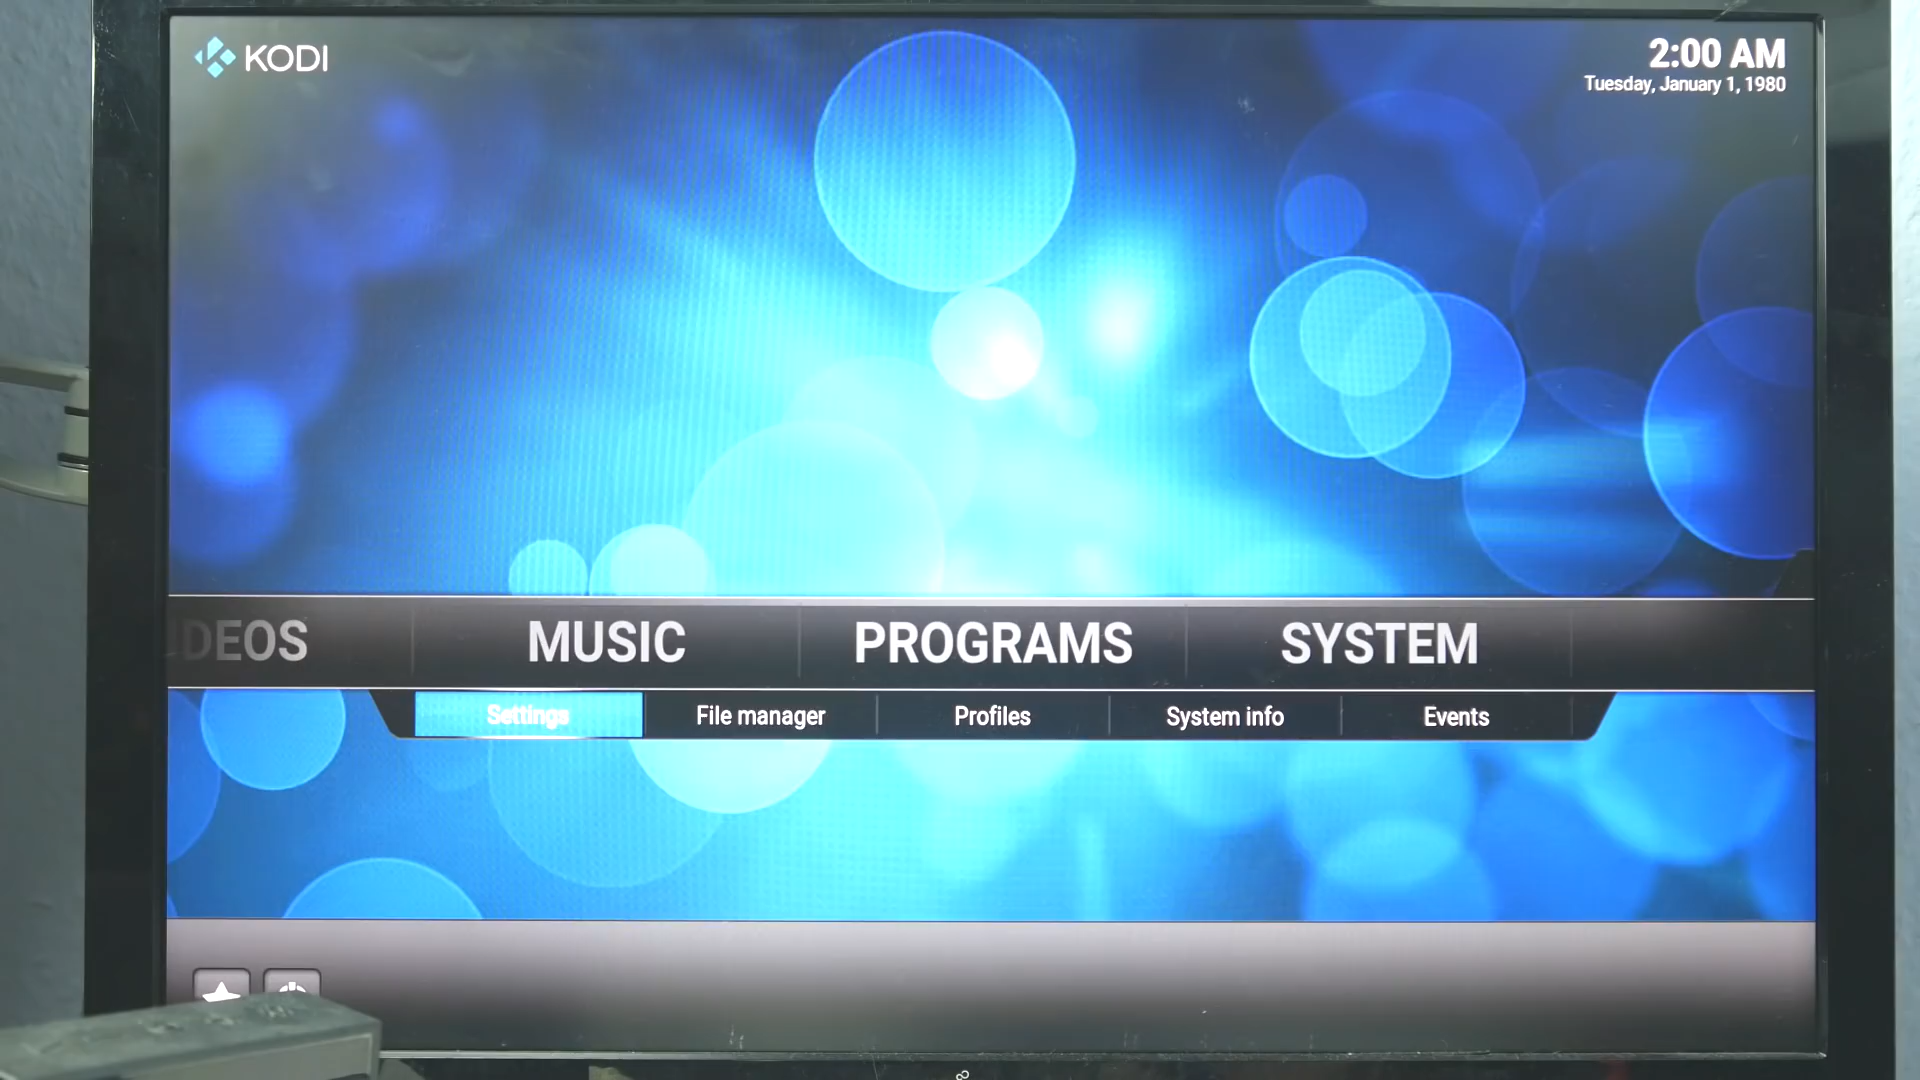 KODI
2:00 AM
Tuesday, January 1, 1980
DEOS MUSIC PROGRAMS SYSTEM
Settings File manager Profiles System info Events